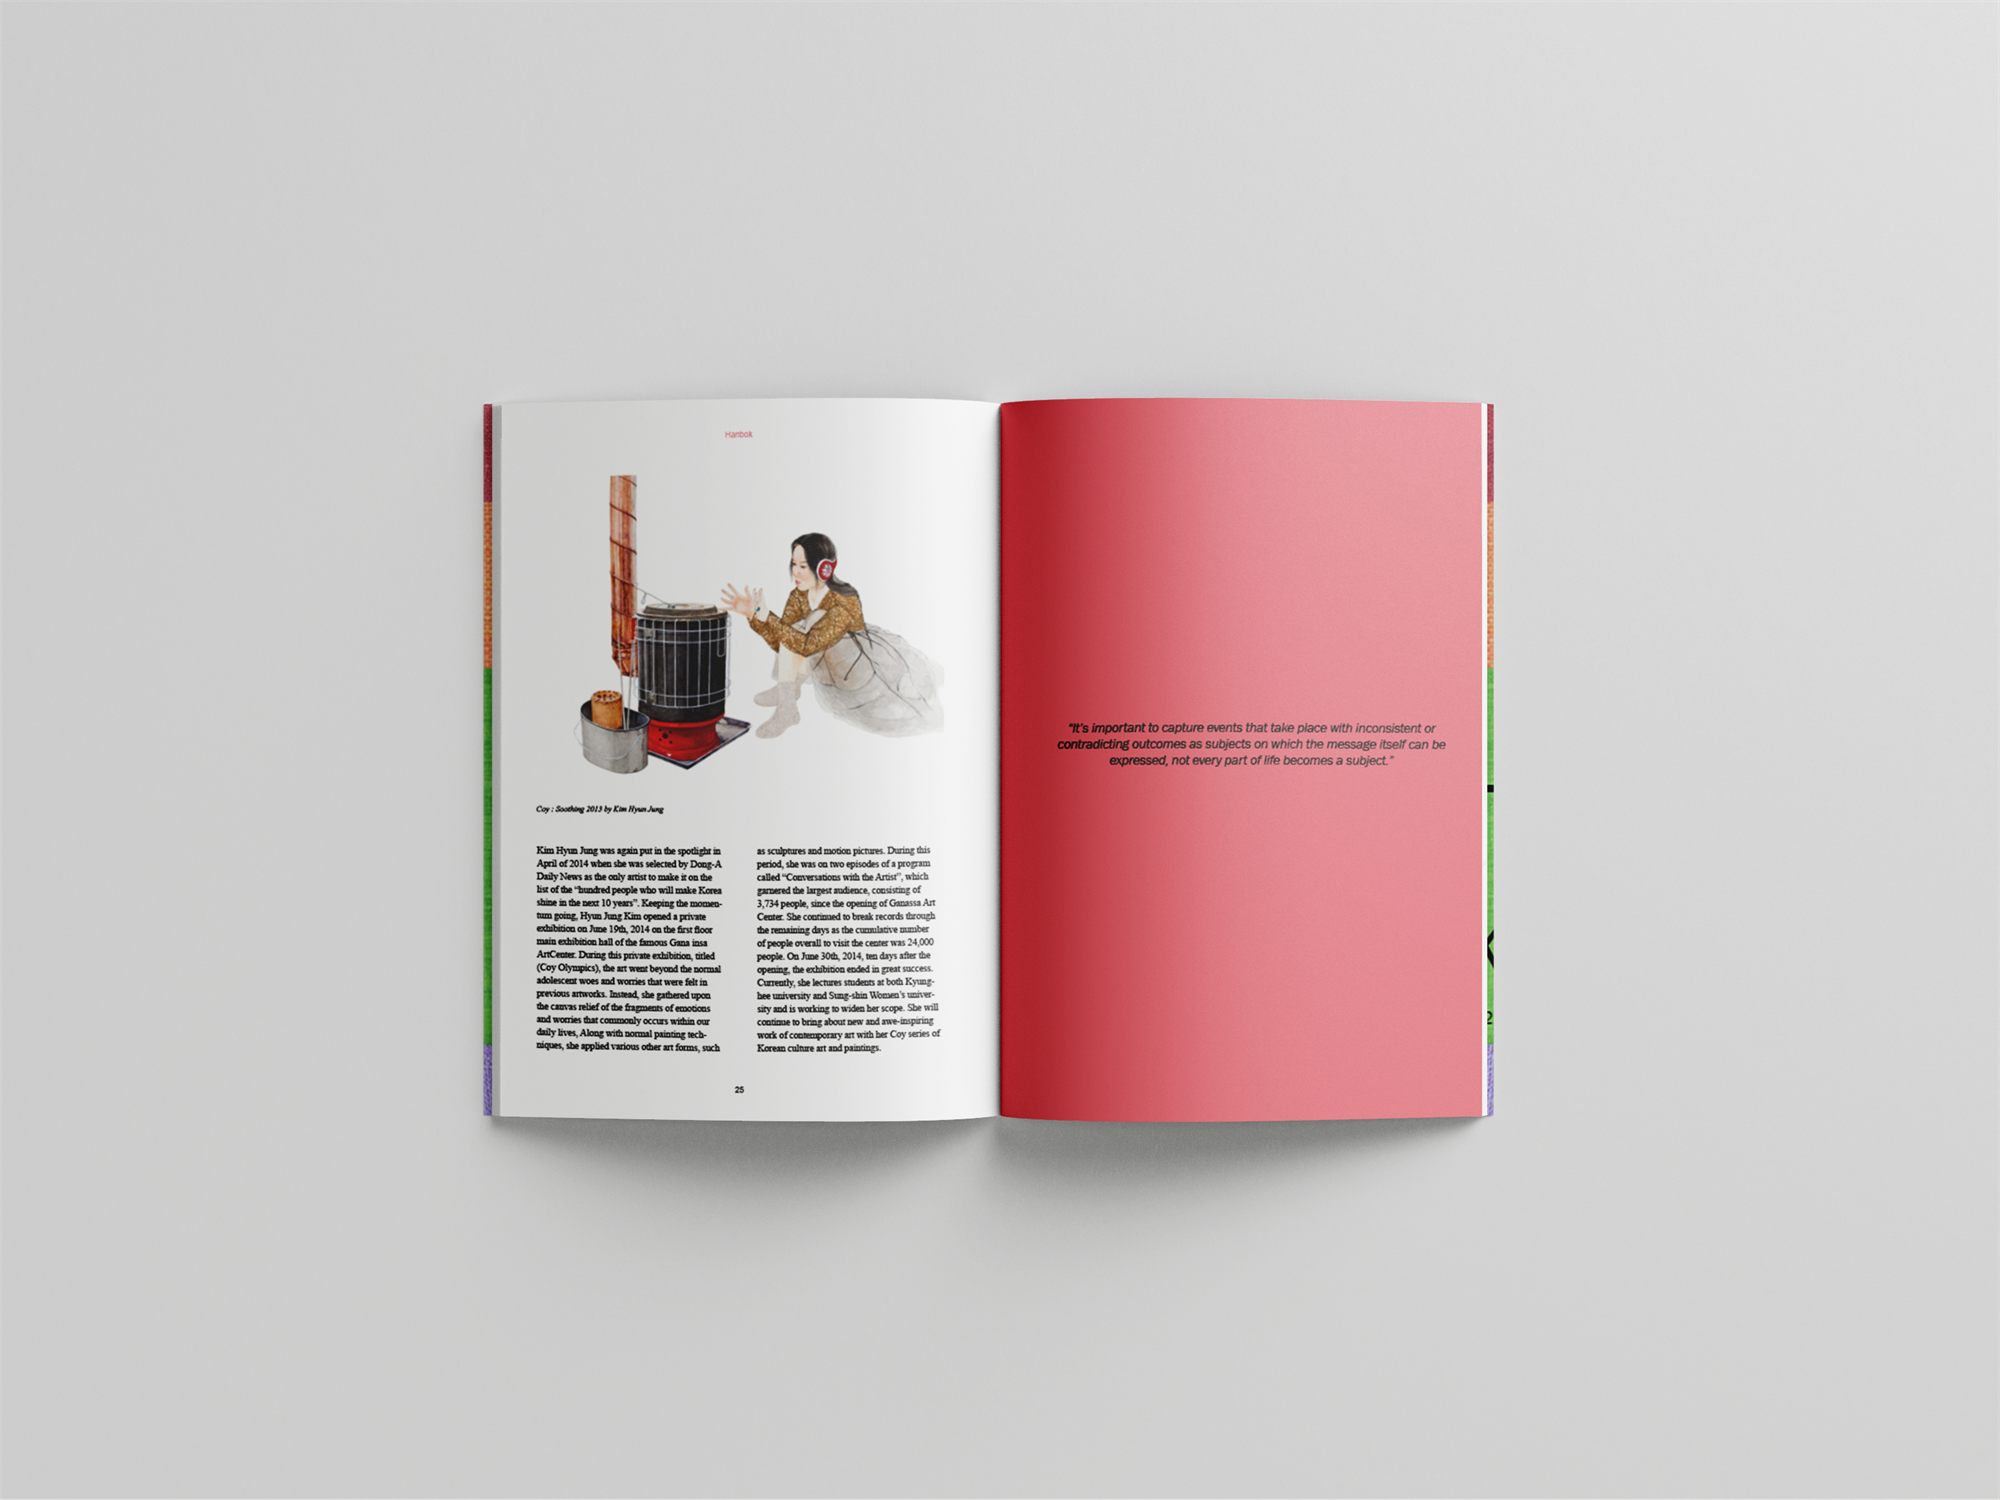 Hanbok
Coy : Soothing 2013 by Kim Hyun Jung
Kim Hyun Jung was again put in the spotlight in
April of 2014 when she was selected by Dong-A
Daily News as the only artist to make it on the
list of the “hundred people who will make Korea
shine in the next 10 years”. Keeping the momen-
tum going, Hyun Jung Kim opened a private
exhibition on June 19th, 2014 on the first floor
main exhibition hall of the famous Gana insa
ArtCenter. During this private exhibition, titled
(Coy Olympics), the art went beyond the normal
adolescent woes and worries that were felt in
previous artworks. Instead, she gathered upon
the canvas relief of the fragments of emotions
and worries that commonly occurs within our
daily lives, Along with normal painting tech-
niques, she applied various other art forms, such
as sculptures and motion pictures. During this
period, she was on two episodes of a program
called “Conversations with the Artist”, which
garnered the largest audience, consisting of
3,734 people, since the opening of Ganassa Art
Center. She continued to break records through
the remaining days as the cumulative number
of people overall to visit the center was 24,000
people. On June 30th, 2014, ten days after the
opening, the exhibition ended in great success.
Currently, she lectures students at both Kyung-
hee university and Sung-shin Women’s univer-
sity and is working to widen her scope. She will
continue to bring about new and awe-inspiring
work of contemporary art with her Coy series of
Korean culture art and paintings.
25
“It’s important to capture events that take place with inconsistent or
contradicting outcomes as subjects on which the message itself can be
expressed, not every part of life becomes a subject.”
2